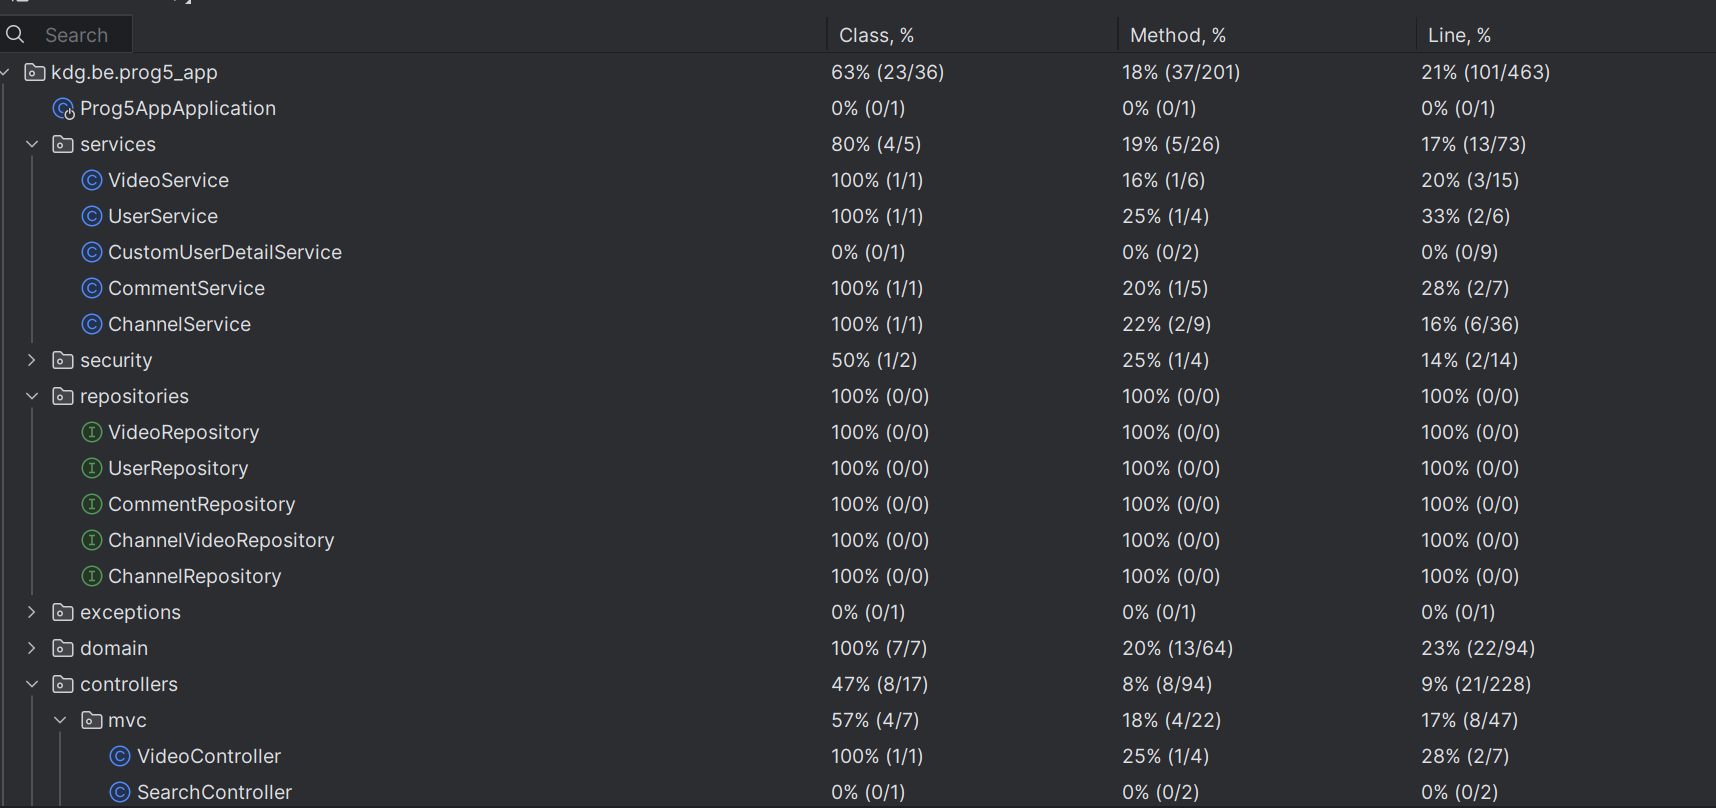 Search Class, % Method, % Line, %
kdg.be.prog5_app 63% (23/36) 18% (37/201) 21% (101/463)
Prog5AppApplication 0% (0/1) 0% (0/1) 0% (0/1)
services 80% (4/5) 19% (5/26) 17% (13/73)
VideoService 100% (1/1) 16% (1/6) 20% (3/15)
UserService 100% (1/1) 25% (1/4) 33% (2/6)
CustomUserDetailService 0% (0/1) 0% (0/2) 0% (0/9)
CommentService 100% (1/1) 20% (1/5) 28% (2/7)
ChannelService 100% (1/1) 22% (2/9) 16% (6/36)
security 50% (1/2) 25% (1/4) 14% (2/14)
repositories 100% (0/0) 100% (0/0) 100% (0/0)
VideoRepository 100% (0/0) 100% (0/0) 100% (0/0)
UserRepository 100% (0/0) 100% (0/0) 100% (0/0)
CommentRepository 100% (0/0) 100% (0/0) 100% (0/0)
ChannelVideoRepository 100% (0/0) 100% (0/0) 100% (0/0)
ChannelRepository 100% (0/0) 100% (0/0) 100% (0/0)
exceptions 0% (0/1) 0% (0/1) 0% (0/1)
domain 100% (7/7) 20% (13/64) 23% (22/94)
controllers 47% (8/17) 8% (8/94) 9% (21/228)
mvc 57% (4/7) 18% (4/22) 17% (8/47)
VideoController 100% (1/1) 25% (1/4) 28% (2/7)
SearchController 0% (0/1) 0% (0/2) 0% (0/2)